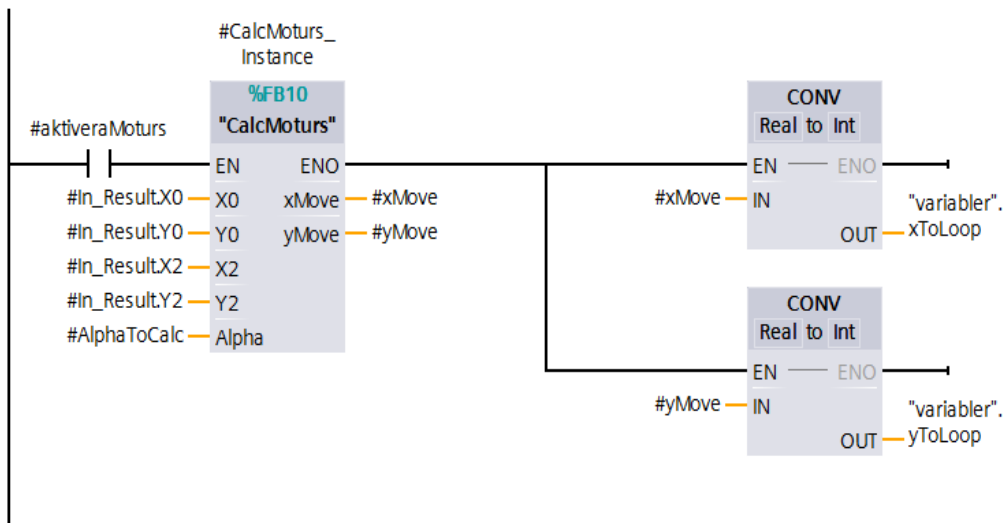 #CalcMoturs_
Instance
%FB10
"CalcMoturs"
#aktiveraMoturs
EN ENO
#In_Result.X0 X0 xMove #xMove
#In_Result.Y0 Y0 yMove #yMove
#In_Result.X2 X2
#In_Result.Y2 Y2
#AlphaToCalc Alpha
CONV
Real to Int
EN ENO
#xMove IN
"variabler".
OUT xToLoop
CONV
Real to Int
EN ENO
#yMove IN
"variabler".
OUT yToLoop